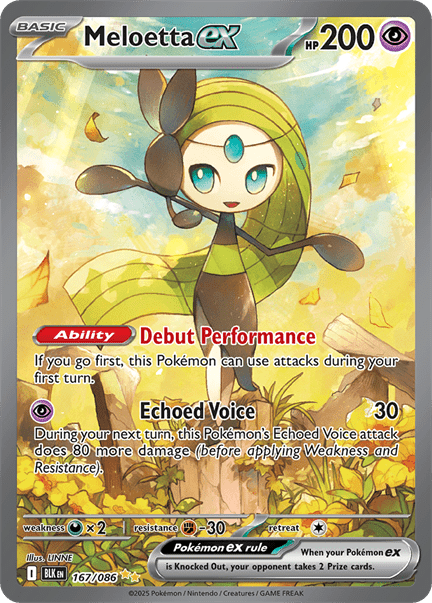 BASIC
Meloetta ex HP 200
Ability Debut Performance
If you go first, this Pokémon can use attacks during your
first turn.
Echoed Voice 30
During your next turn, this Pokémon's Echoed Voice attack
does 80 more damage (before applying Weakness and
Resistance).
weakness ×2 resistance -30 retreat
Illus. LINNE
Pokémon ex rule
When your Pokémon ex
is Knocked Out, your opponent takes 2 Prize cards.
I BLK EN 167/086
©2025 Pokémon / Nintendo / Creatures / GAME FREAK